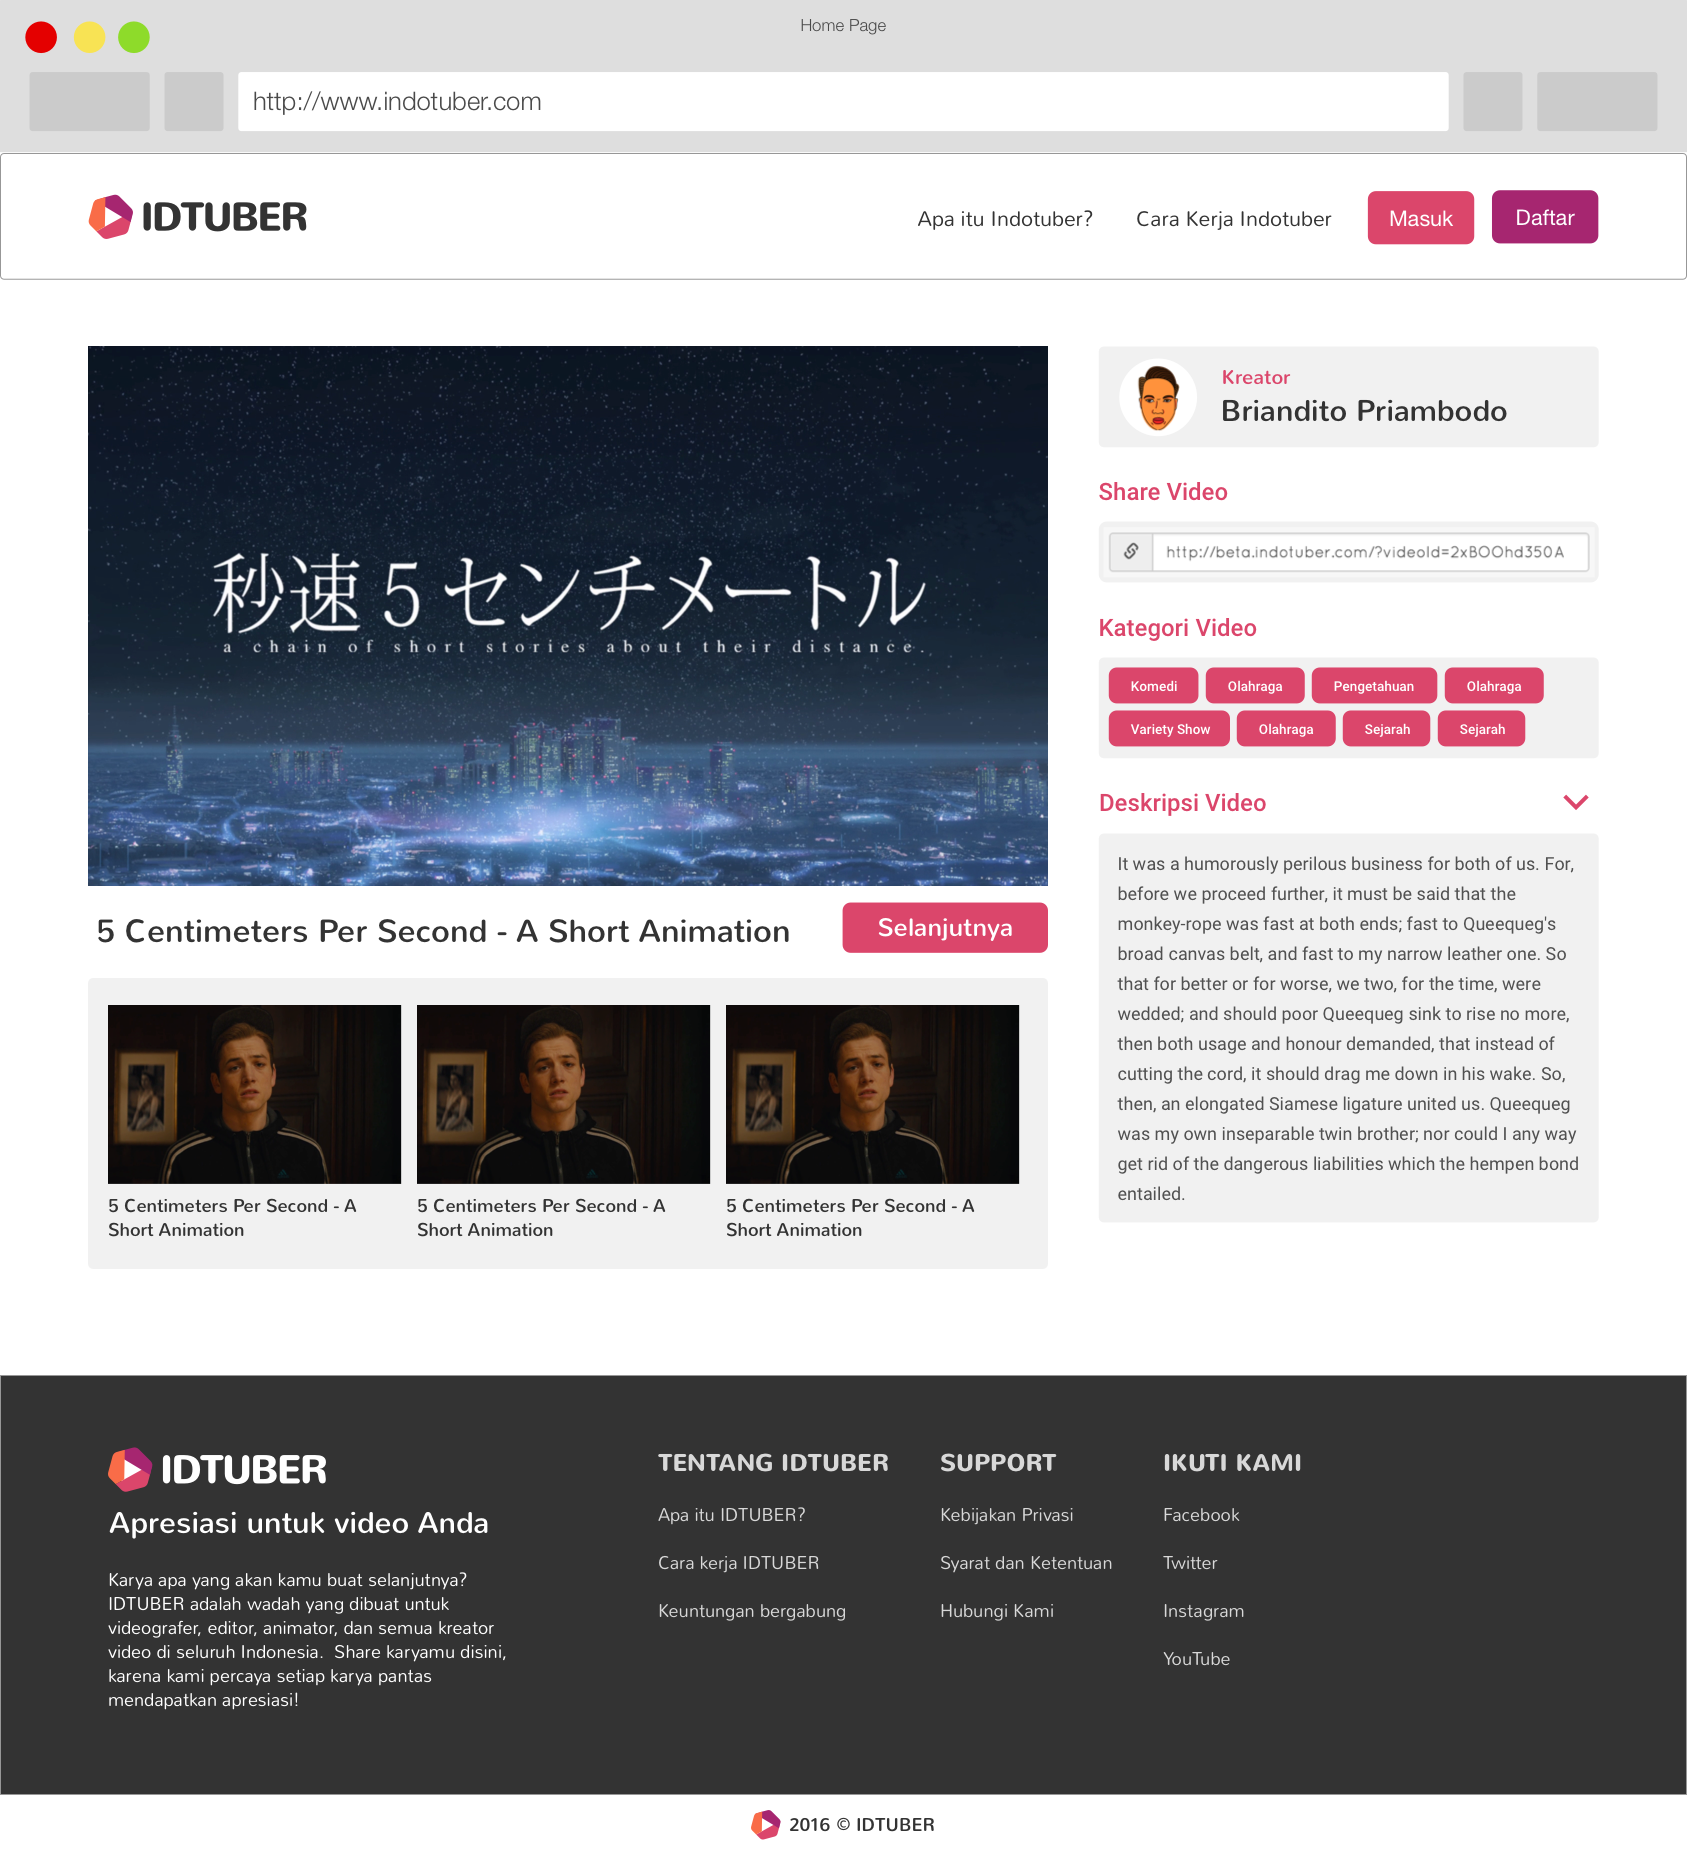 Home Page
http://www.indotuber.com
IDTUBER
Apa itu Indotuber?
Cara Kerja Indotuber
Masuk
Daftar
秒速5センチメートル
a chain of short stories about their distance.
5 Centimeters Per Second - A Short Animation
Selanjutnya
5 Centimeters Per Second - A
Short Animation
5 Centimeters Per Second - A
Short Animation
5 Centimeters Per Second - A
Short Animation
Kreator
Briandito Priambodo
Share Video
http://beta.indotuber.com/?videoId=2xBOOhd350A
Kategori Video
Komedi
Olahraga
Pengetahuan
Olahraga
Variety Show
Olahraga
Sejarah
Sejarah
Deskripsi Video
It was a humorously perilous business for both of us. For,
before we proceed further, it must be said that the
monkey-rope was fast at both ends; fast to Queequeg's
broad canvas belt, and fast to my narrow leather one. So
that for better or for worse, we two, for the time, were
wedded; and should poor Queequeg sink to rise no more,
then both usage and honour demanded, that instead of
cutting the cord, it should drag me down in his wake. So,
then, an elongated Siamese ligature united us. Queequeg
was my own inseparable twin brother; nor could I any way
get rid of the dangerous liabilities which the hempen bond
entailed.
IDTUBER
Apresiasi untuk video Anda
Karya apa yang akan kamu buat selanjutnya?
IDTUBER adalah wadah yang dibuat untuk
videografer, editor, animator, dan semua kreator
video di seluruh Indonesia.  Share karyamu disini,
karena kami percaya setiap karya pantas
mendapatkan apresiasi!
TENTANG IDTUBER
Apa itu IDTUBER?
Cara kerja IDTUBER
Keuntungan bergabung
SUPPORT
Kebijakan Privasi
Syarat dan Ketentuan
Hubungi Kami
IKUTI KAMI
Facebook
Twitter
Instagram
YouTube
2016 © IDTUBER